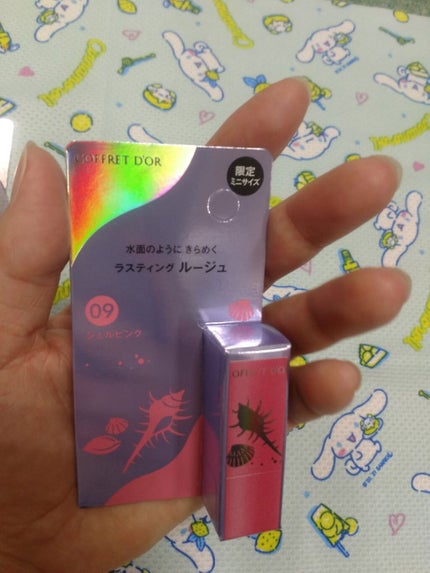 COFFRET D'OR
限定
ミニサイズ
水面のように きらめく
ラスティング ルージュ
09
シェルピンク
COFFRET D'OR
Cinnamoroll